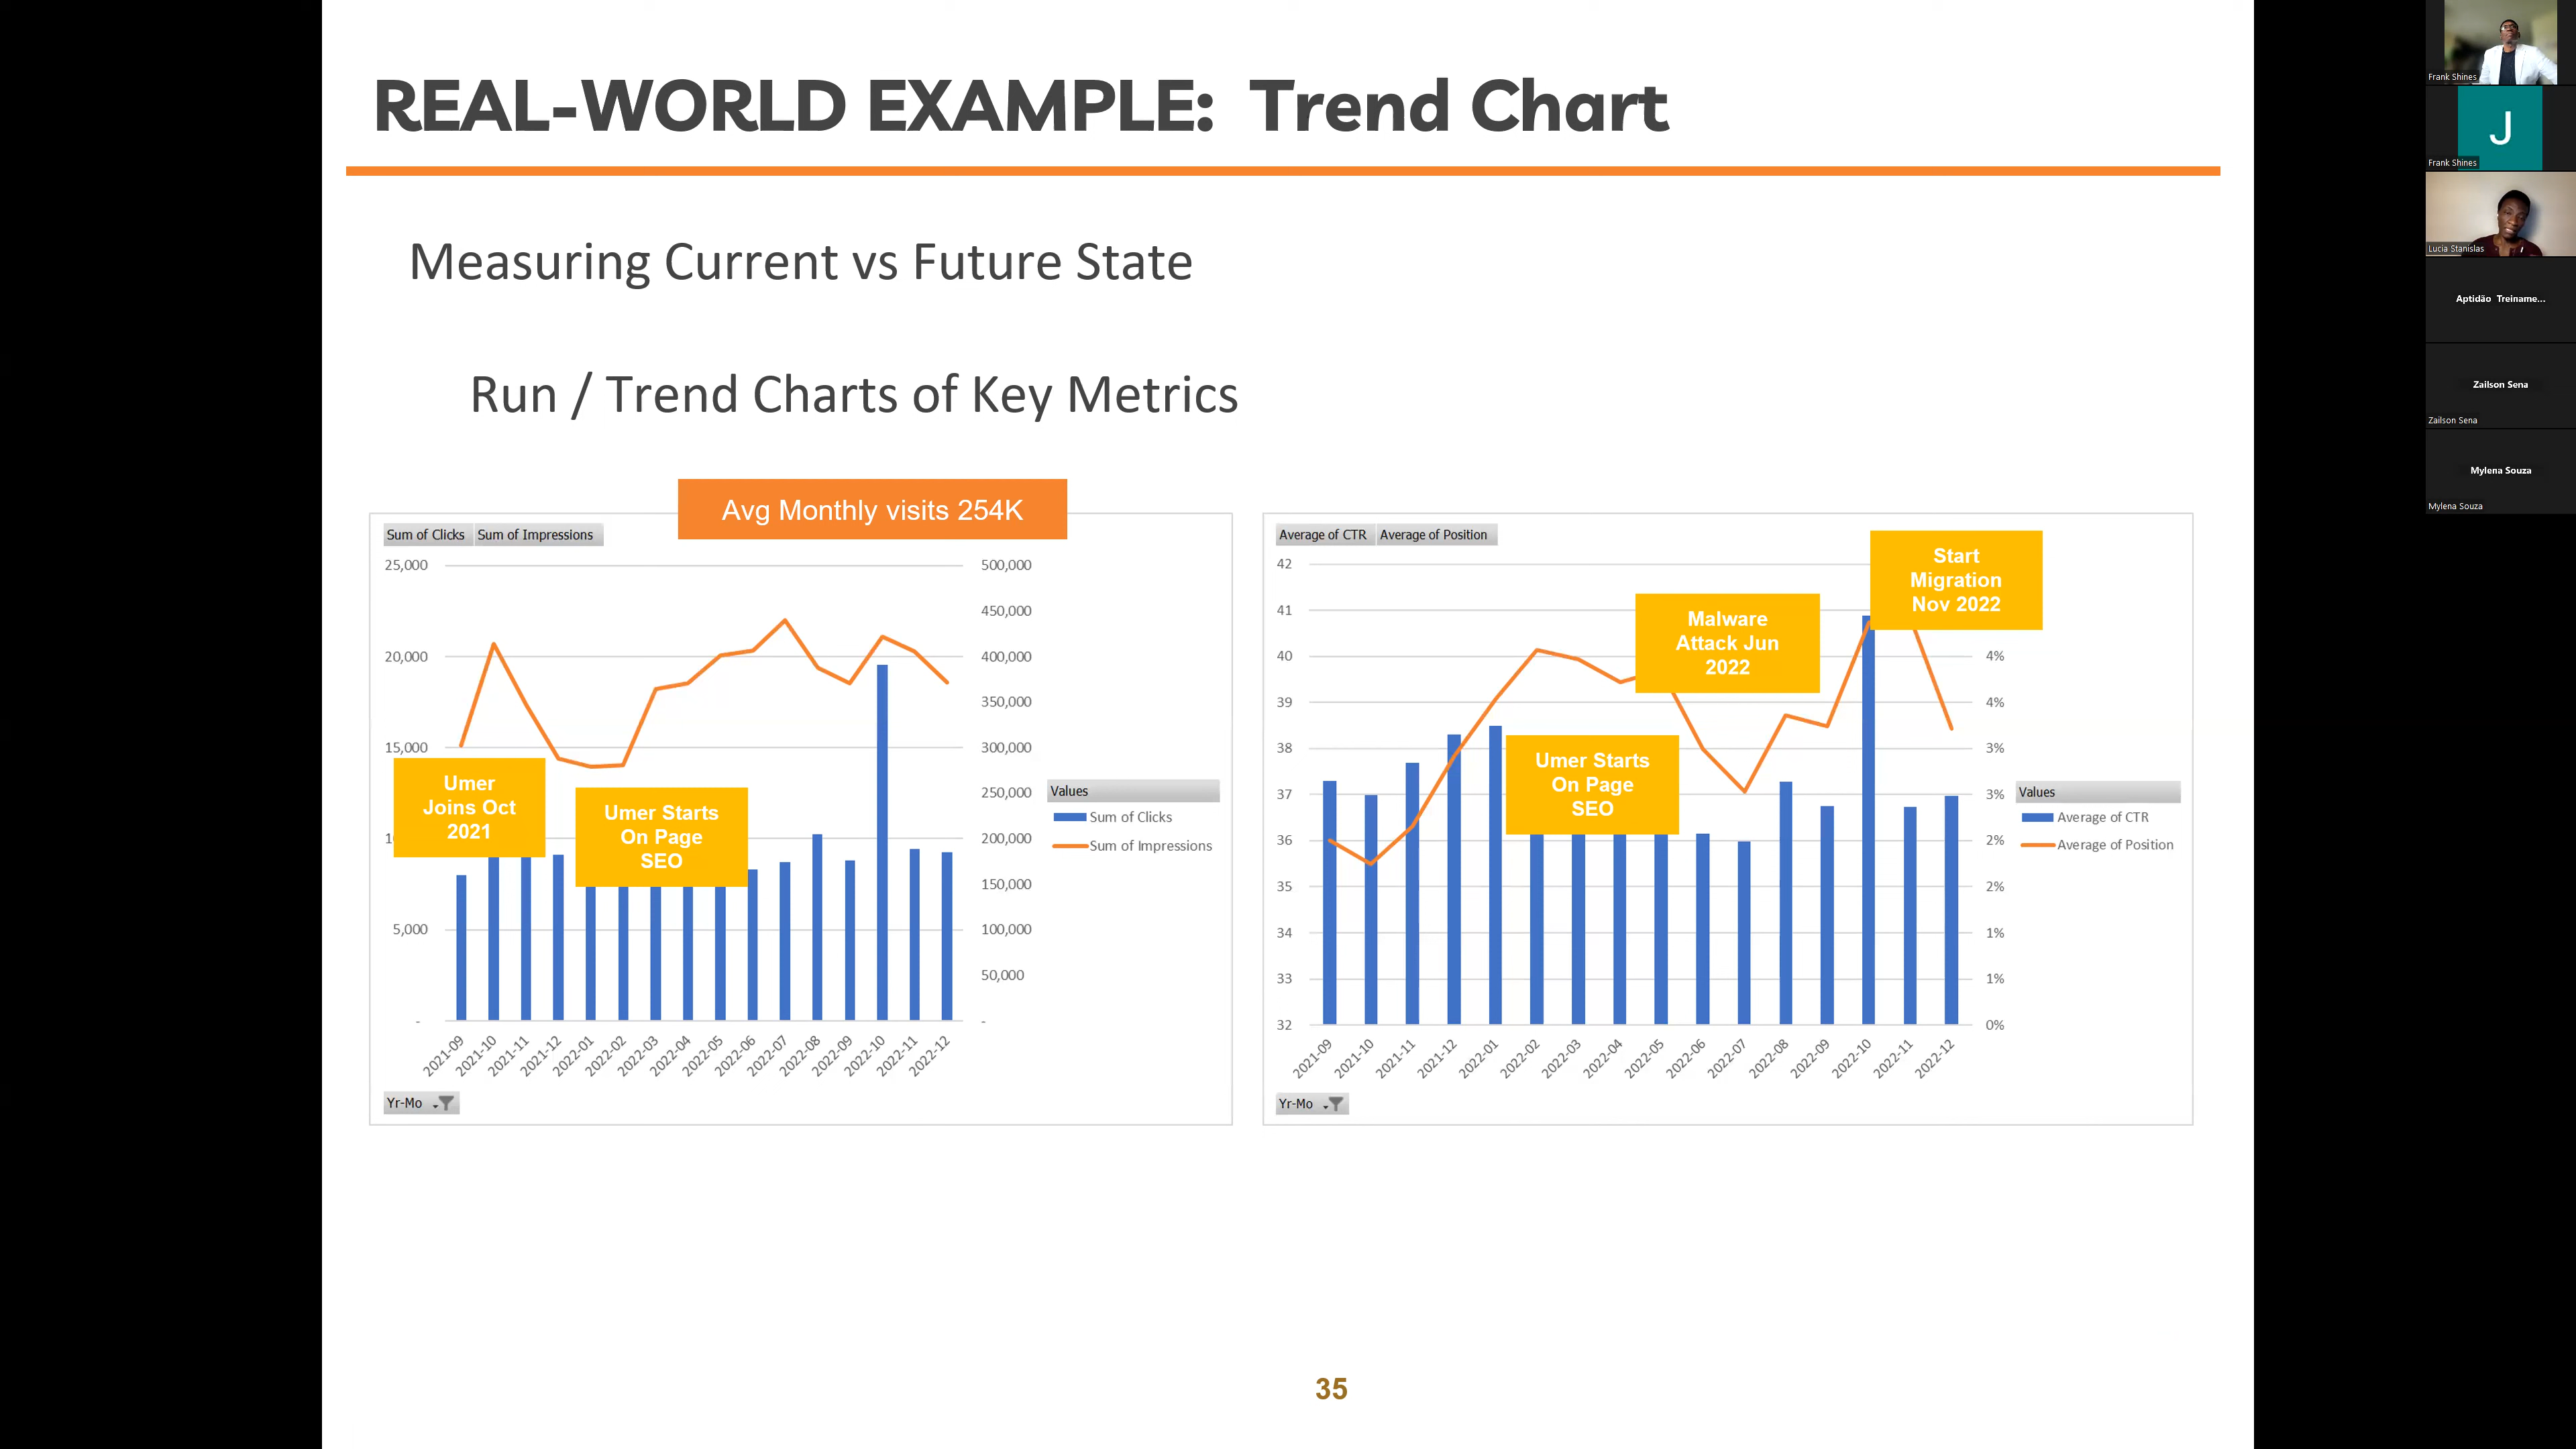 REAL-WORLD EXAMPLE: Trend Chart
Measuring Current vs Future State
Run / Trend Charts of Key Metrics
Avg Monthly visits 254K
Sum of Clicks Sum of Impressions
25,000
20,000
15,000
5,000
-
500,000
450,000
400,000
350,000
300,000
250,000
200,000
150,000
100,000
50,000
-
Umer
Joins Oct
2021
Umer Starts
On Page
SEO
2021-09
2021-10
2021-11
2021-12
2022-01
2022-02
2022-03
2022-04
2022-05
2022-06
2022-07
2022-08
2022-09
2022-10
2022-11
2022-12
Values
Sum of Clicks
Sum of Impressions
Yr-Mo
Average of CTR Average of Position
42
41
40
39
38
37
36
35
34
33
32
4%
4%
3%
3%
2%
2%
1%
1%
0%
Start
Migration
Nov 2022
Malware
Attack Jun
2022
Umer Starts
On Page
SEO
2021-09
2021-10
2021-11
2021-12
2022-01
2022-02
2022-03
2022-04
2022-05
2022-06
2022-07
2022-08
2022-09
2022-10
2022-11
2022-12
Values
Average of CTR
Average of Position
Yr-Mo
35
Frank Shines
J
Frank Shines
Lucia Stanislas
Aptidão Treiname...
Zailson Sena
Zailson Sena
Mylena Souza
Mylena Souza